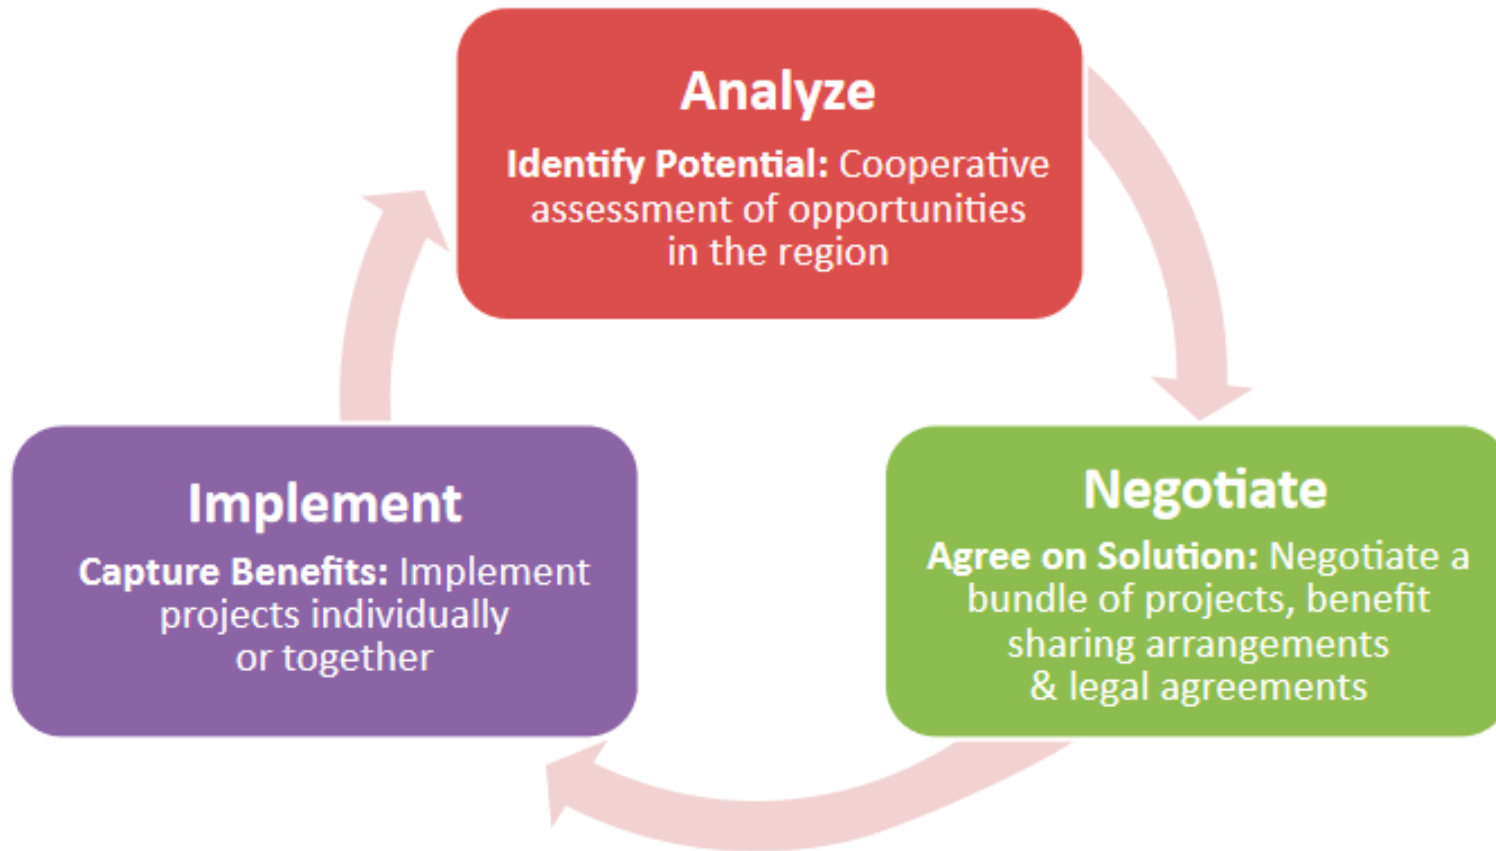 Analyze
Identify Potential: Cooperative
assessment of opportunities
in the region
Implement
Capture Benefits: Implement
projects individually
or together
Negotiate
Agree on Solution: Negotiate a
bundle of projects, benefit
sharing arrangements
& legal agreements